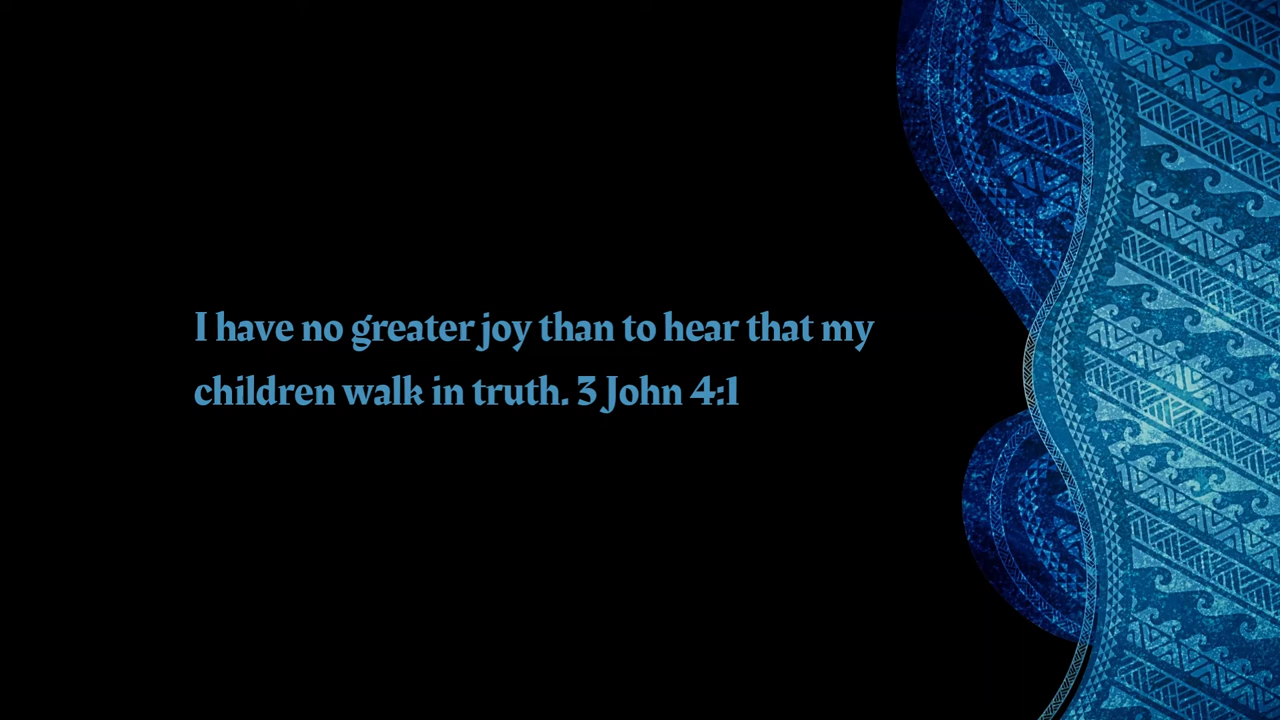 I have no greater joy than to hear that my
children walk in truth. 3 John 4:1